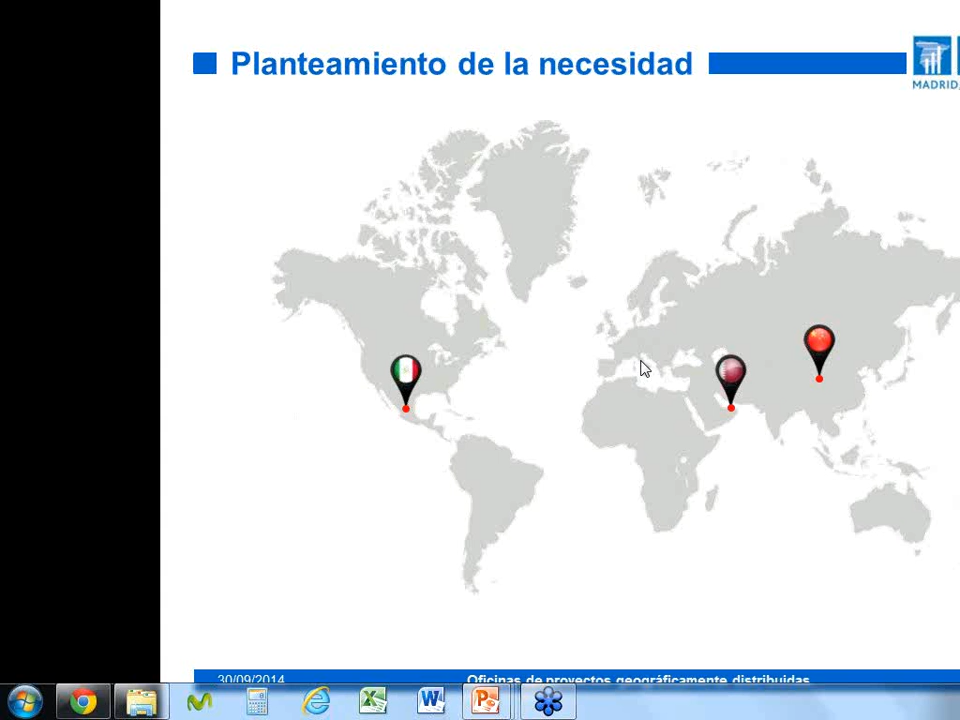 Planteamiento de la necesidad
MADRID,
30/09/2014
Oficinas de proyectos geográficamente distribuidas